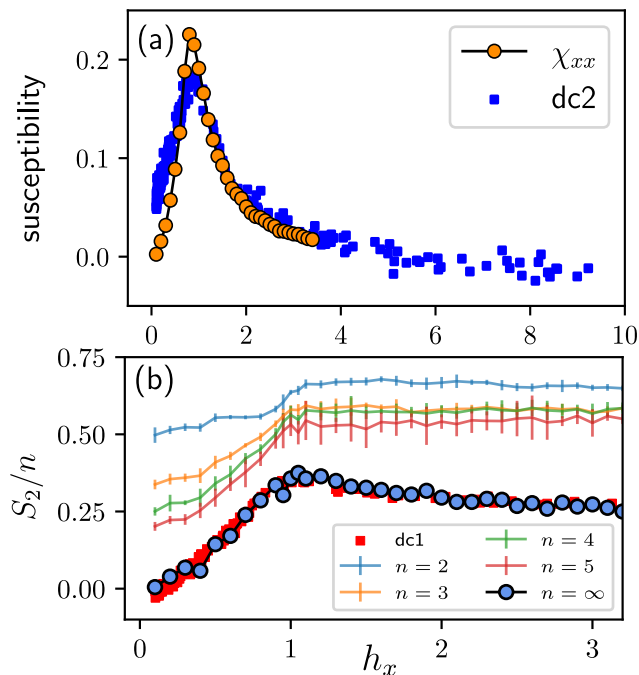 (a)
χxx
dc2
susceptibility
0.2
0.1
0.0
0 2 4 6 8 10
(b)
S2/n
0.75
0.50
0.25
0.00
dc1 n = 4
n = 2 n = 5
n = 3 n = ∞
0 1 2 3
hx